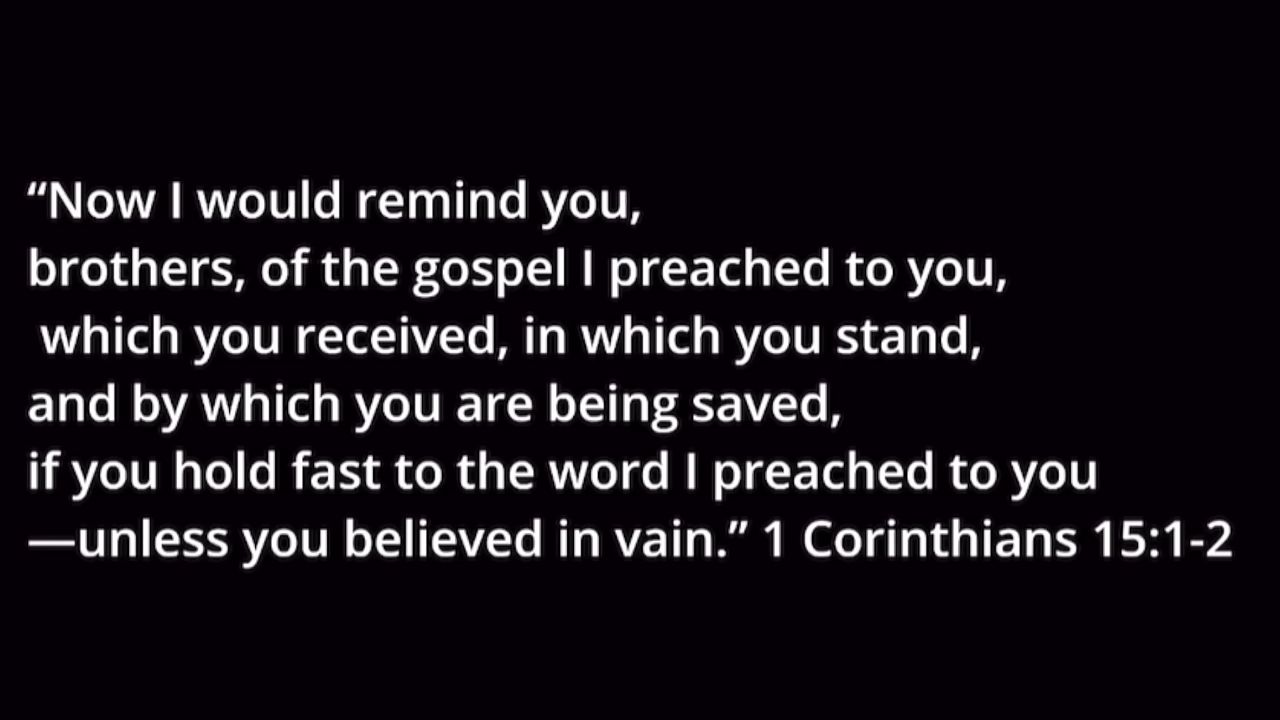 “Now I would remind you,
brothers, of the gospel I preached to you,
which you received, in which you stand,
and by which you are being saved,
if you hold fast to the word I preached to you
—unless you believed in vain.” 1 Corinthians 15:1-2